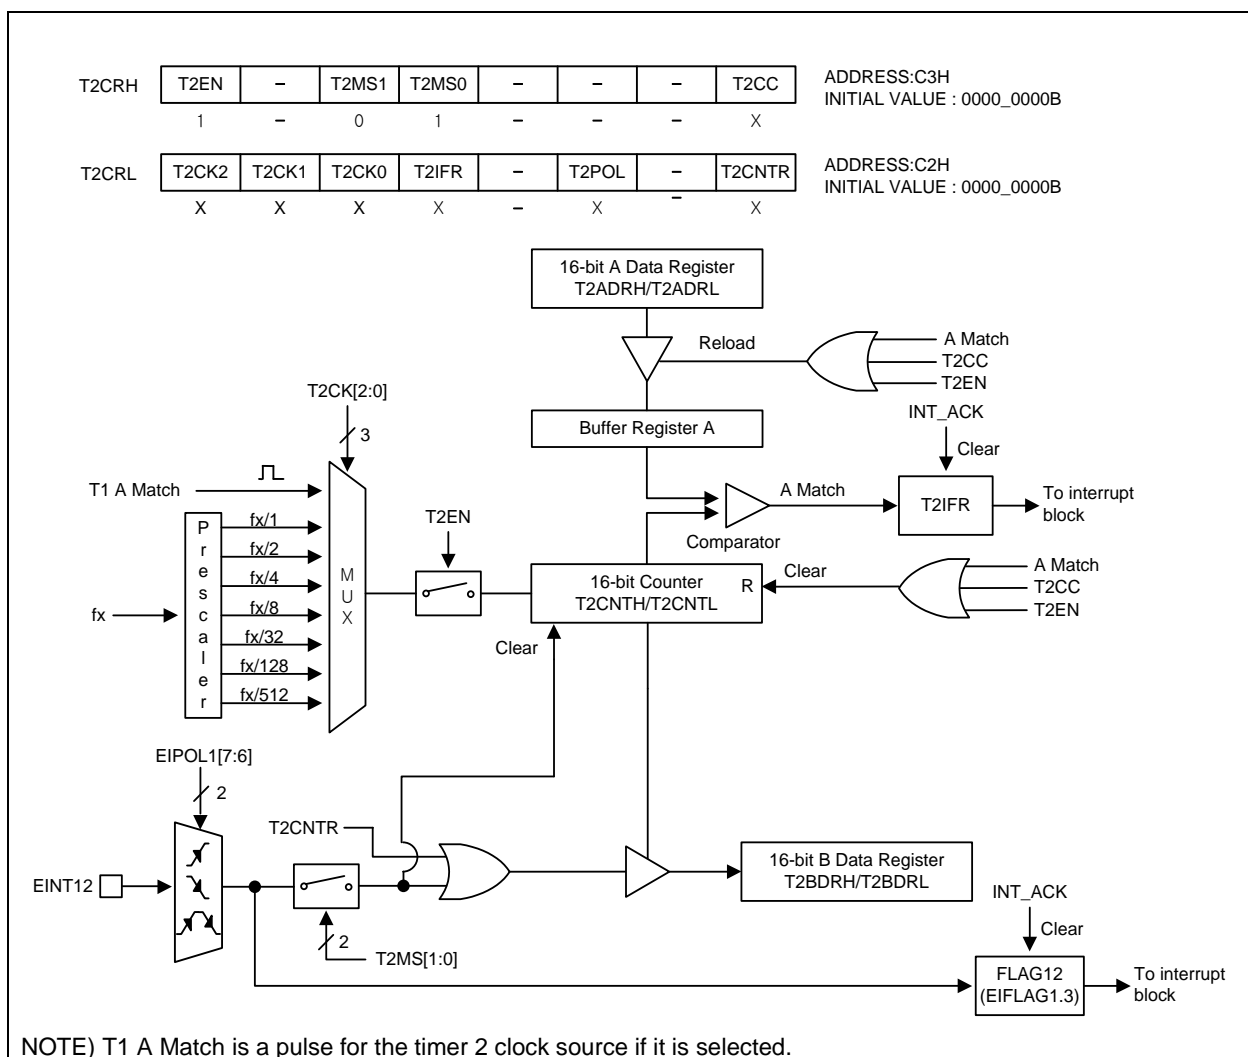 T2CRH T2EN – T2MS1 T2MS0 – – – T2CC
ADDRESS:C3H
INITIAL VALUE : 0000_0000B
1 – 0 1 – – – X
T2CRL T2CK2 T2CK1 T2CK0 T2IFR – T2POL – T2CNTR
ADDRESS:C2H
INITIAL VALUE : 0000_0000B
X X X X – X – X
16-bit A Data Register
T2ADRH/T2ADRL
Reload
A Match
T2CC
T2EN
T2CK[2:0]
3
Buffer Register A
INT_ACK
Clear
T1 A Match
A Match
T2IFR
To interrupt
block
Comparator
Prescaler
fx/1
fx/2
fx/4
fx/8
fx/32
fx/128
fx/512
fx
MUX
T2EN
16-bit Counter
T2CNTH/T2CNTL
R
Clear
A Match
T2CC
T2EN
Clear
EIPOL1[7:6]
2
T2CNTR
EINT12
2
T2MS[1:0]
16-bit B Data Register
T2BDRH/T2BDRL
INT_ACK
Clear
FLAG12
(EIFLAG1.3)
To interrupt
block
NOTE) T1 A Match is a pulse for the timer 2 clock source if it is selected.